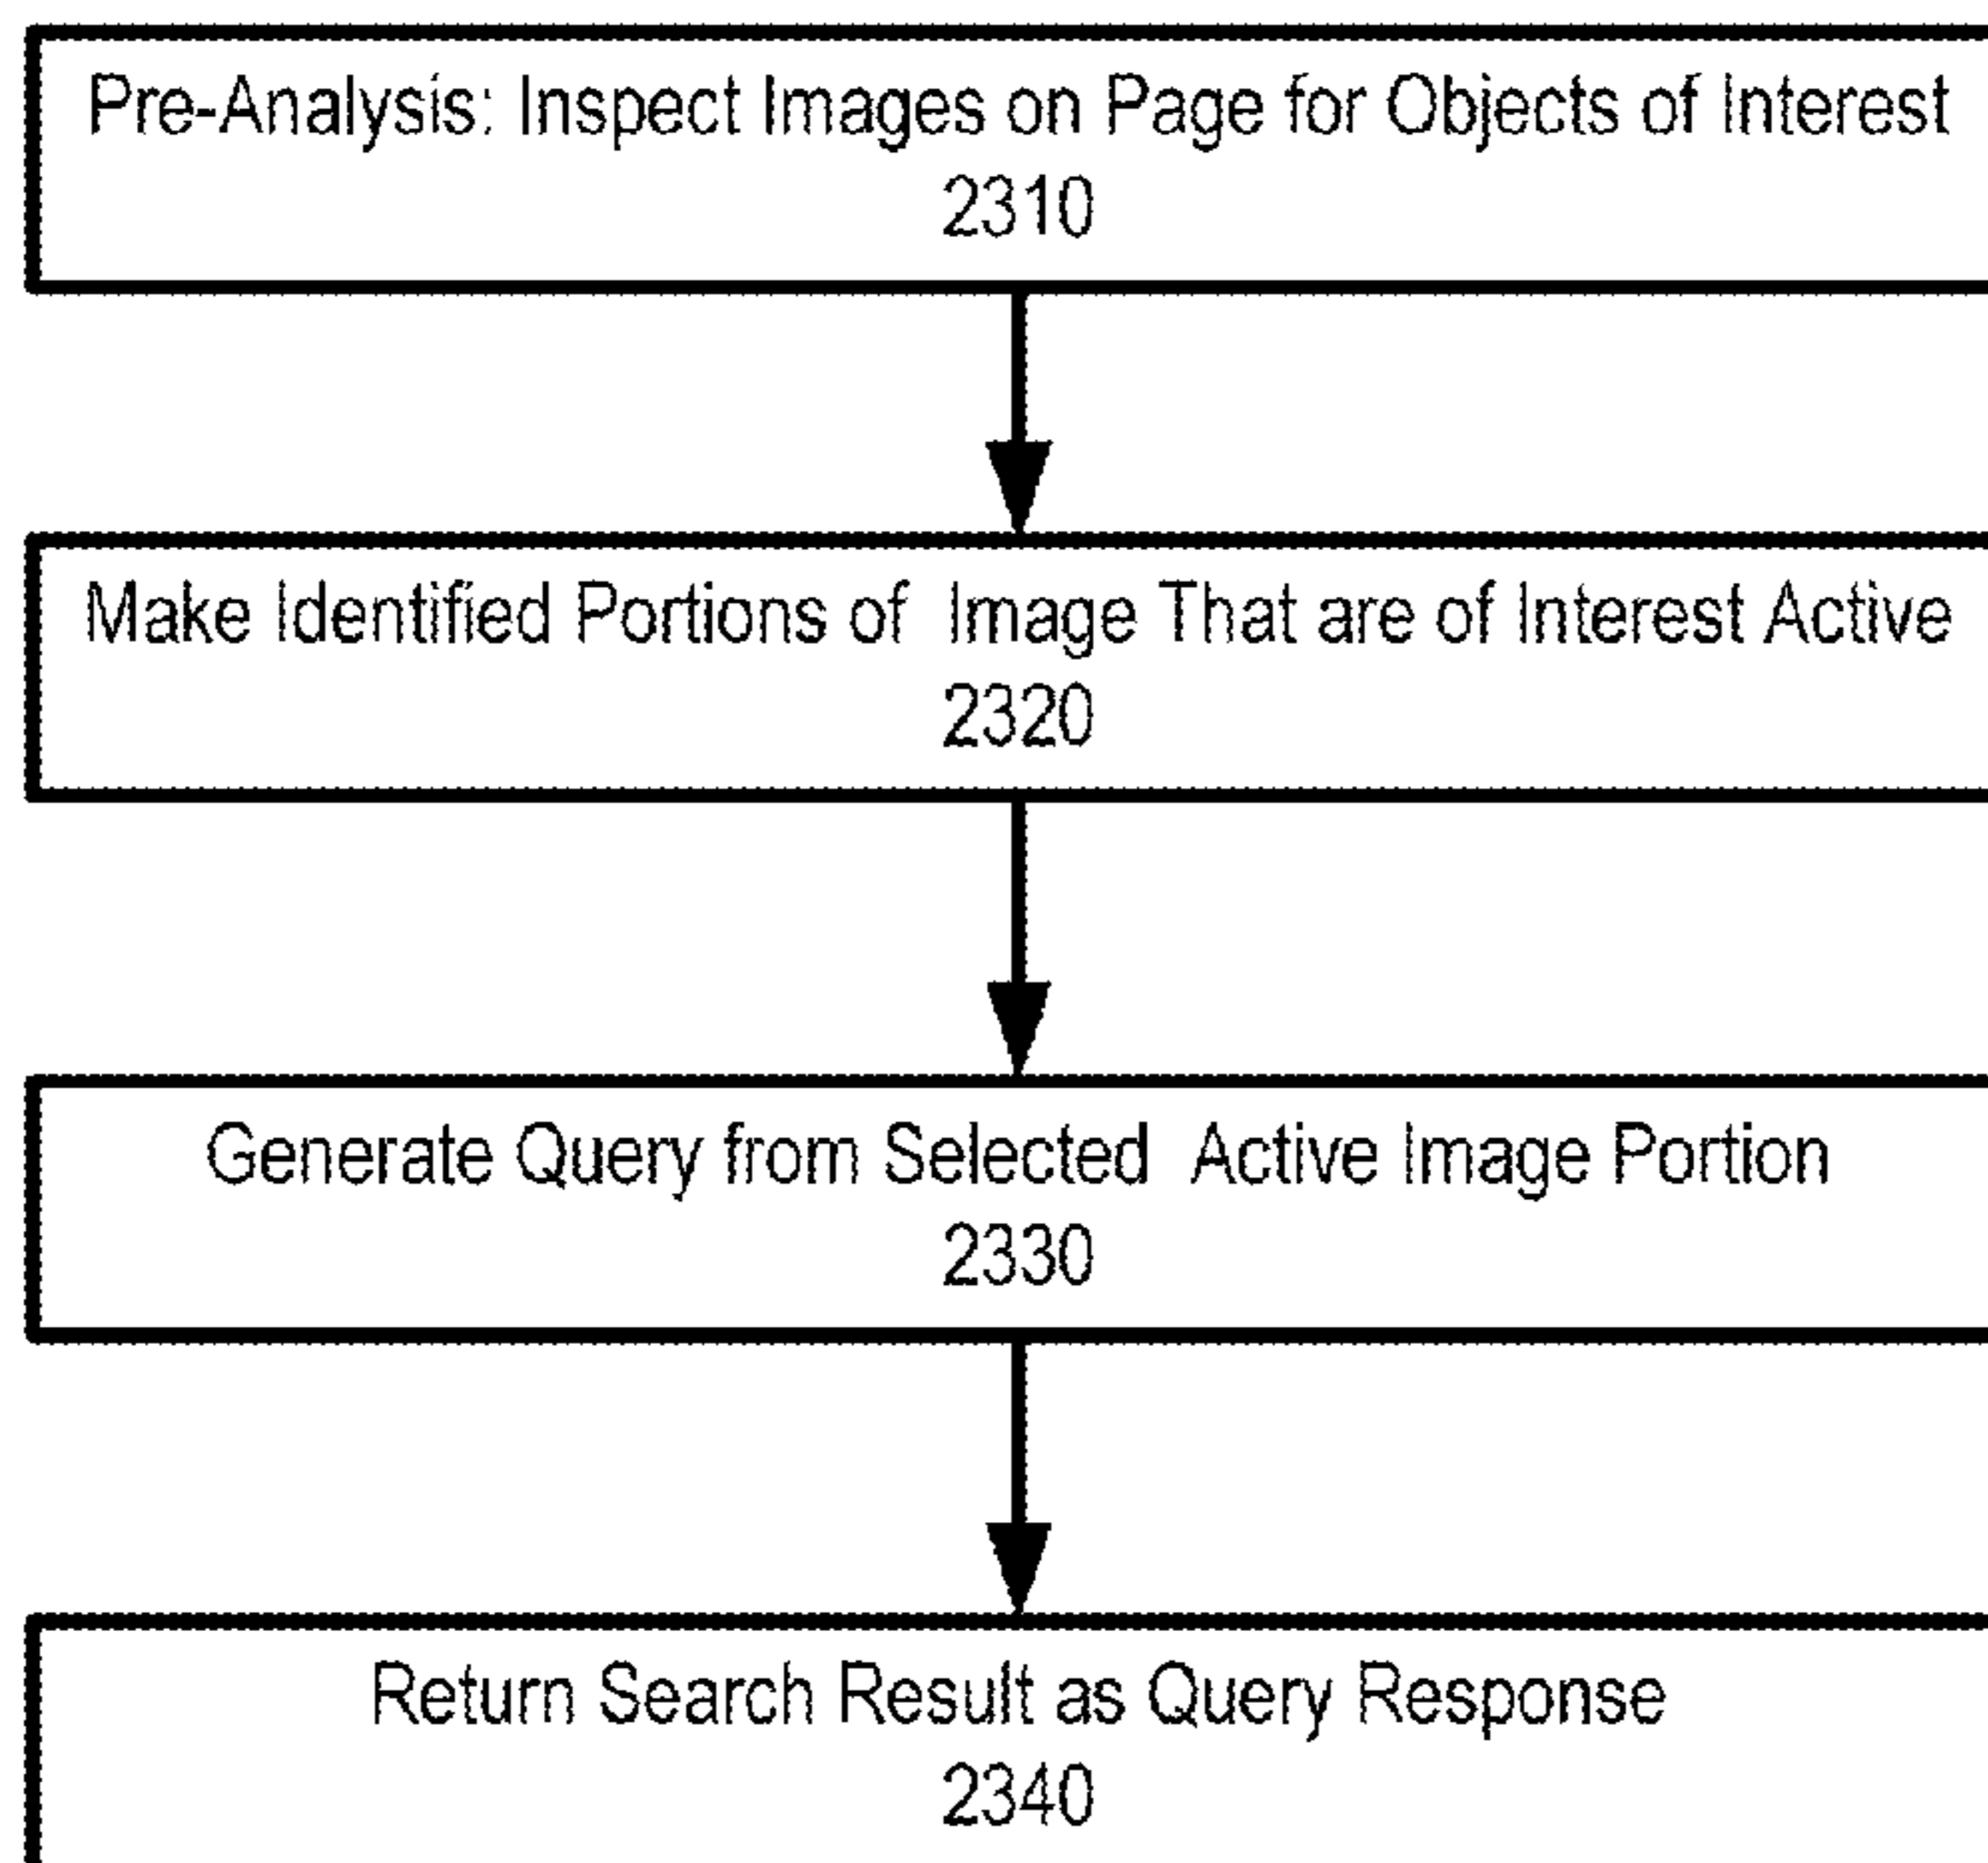 Pre-Analysis: Inspect Images on Page for Objects of Interest
2310
Make Identified Portions of Image That are of Interest Active
2320
Generate Query from Selected Active Image Portion
2330
Return Search Result as Query Response
2340